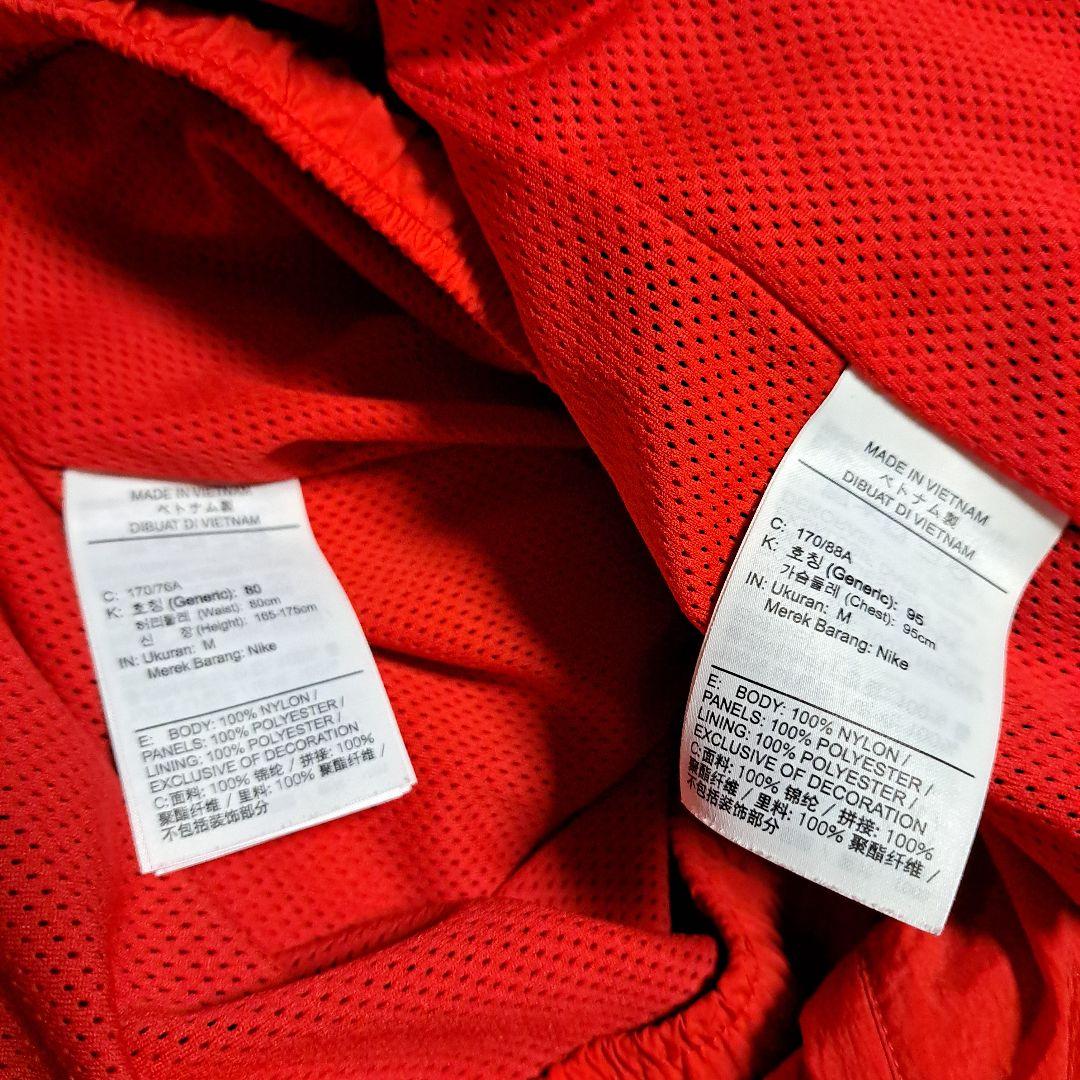 MADE IN VIETNAM
ベトナム製
DIBUAT DI VIETNAM
C: 170/76A
K: 호칭 (Generic): 80
허리둘레 (Waist): 80cm
신 장 (Height): 165-175cm
IN: Ukuran: M
Merek Barang: Nike
E: BODY: 100% NYLON /
PANELS: 100% POLYESTER /
LINING: 100% POLYESTER /
EXCLUSIVE OF DECORATION
C: 面料: 100% 锦纶 / 拼接: 100%
聚酯纤维 / 里料: 100% 聚酯纤维 /
不包括装饰部分
MADE IN VIETNAM
ベトナム製
DIBUAT DI VIETNAM
C: 170/88A
K: 호칭 (Generic): 95
가슴둘레 (Chest): 95cm
IN: Ukuran: M
Merek Barang: Nike
E: BODY: 100% NYLON /
PANELS: 100% POLYESTER /
LINING: 100% POLYESTER /
EXCLUSIVE OF DECORATION
C: 面料: 100% 锦纶 / 拼接: 100%
聚酯纤维 / 里料: 100% 聚酯纤维 /
不包括装饰部分